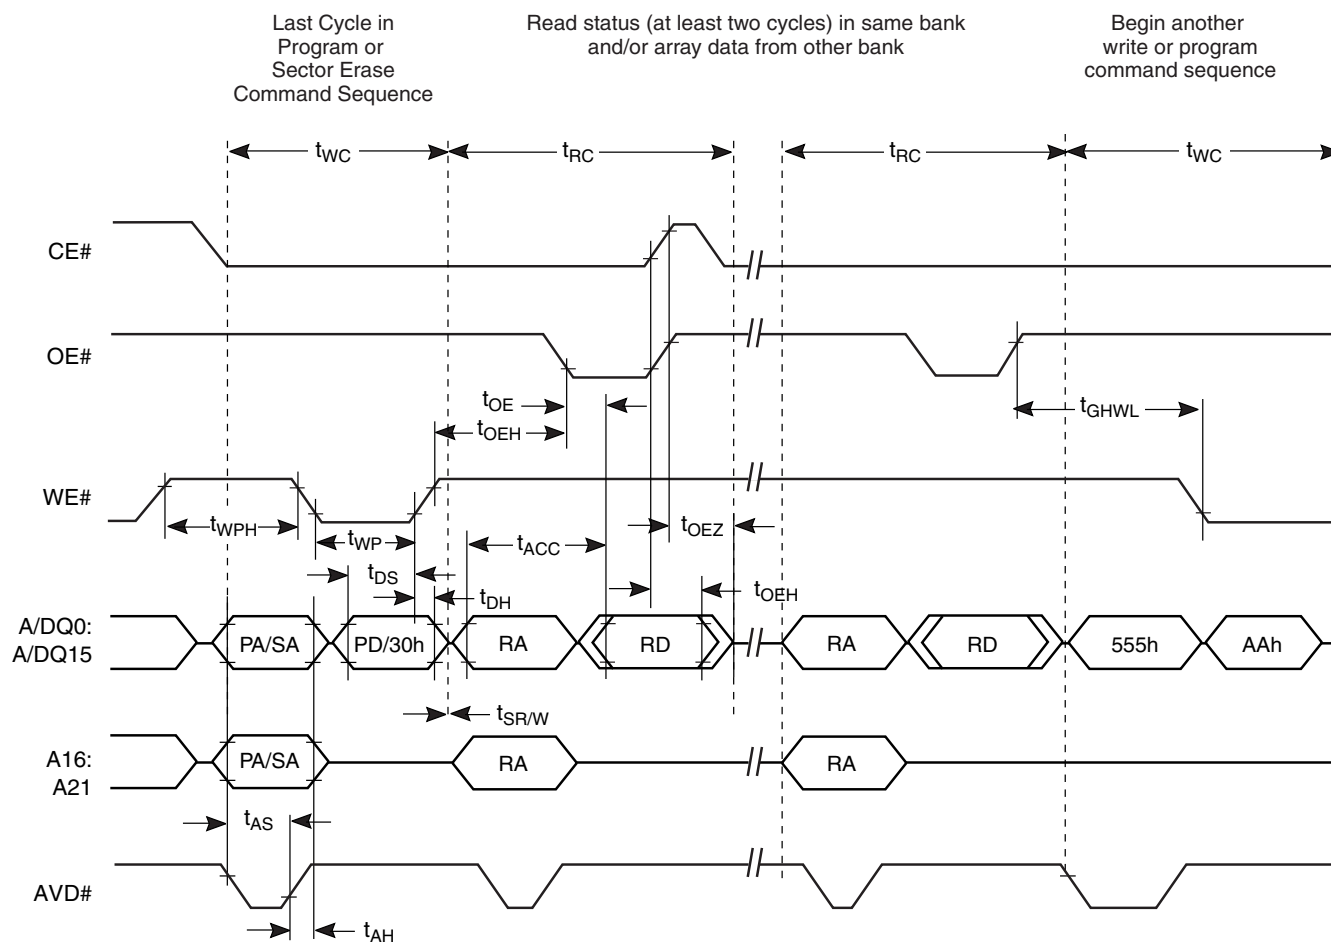 Last Cycle in
Program or
Sector Erase
Command Sequence
Read status (at least two cycles) in same bank
and/or array data from other bank
Begin another
write or program
command sequence
tWC
tRC
tRC
tWC
CE#
OE#
tOE
tOEH
tGHWL
WE#
tWPH
tWP
tACC
tOEZ
tDS
tDH
tOEH
A/DQ0:
A/DQ15
PA/SA
PD/30h
RA
RD
RA
RD
555h
AAh
tSR/W
A16:
A21
PA/SA
RA
RA
tAS
AVD#
tAH